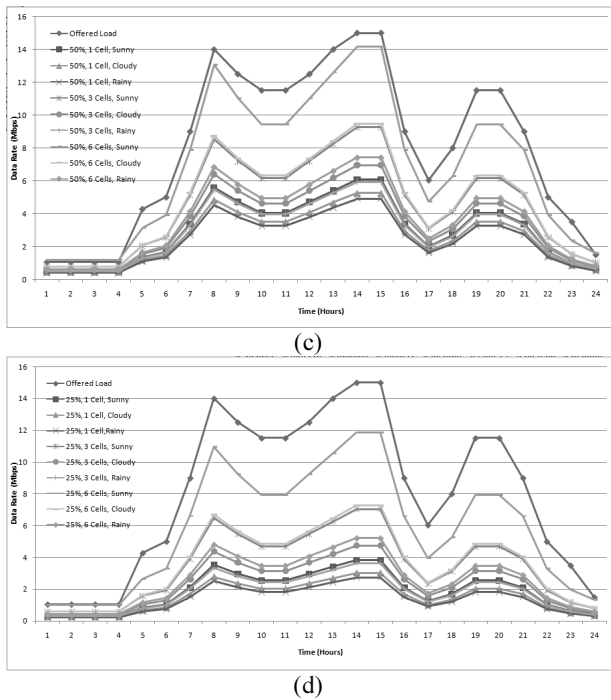 16
14
12
10
8
6
4
2
0
Data Rate (Mbps)
Offered Load
50%, 1 Cell, Sunny
50%, 1 Cell, Cloudy
50%, 1 Cell, Rainy
50%, 3 Cells, Sunny
50%, 3 Cells, Cloudy
50%, 3 Cells, Rainy
50%, 6 Cells, Sunny
50%, 6 Cells, Cloudy
50%, 6 Cells, Rainy
1 2 3 4 5 6 7 8 9 10 11 12 13 14 15 16 17 18 19 20 21 22 23 24
Time (Hours)
(c)
16
14
12
10
8
6
4
2
0
Data Rate (Mbps)
Offered Load
25%, 1 Cell, Sunny
25%, 1 Cell, Cloudy
25%, 1 Cell,Rainy
25%, 3 Cells, Sunny
25%, 3 Cells, Cloudy
25%, 3 Cells, Rainy
25%, 6 Cells, Sunny
25%, 6 Cells, Cloudy
25%, 6 Cells, Rainy
1 2 3 4 5 6 7 8 9 10 11 12 13 14 15 16 17 18 19 20 21 22 23 24
Time (Hours)
(d)